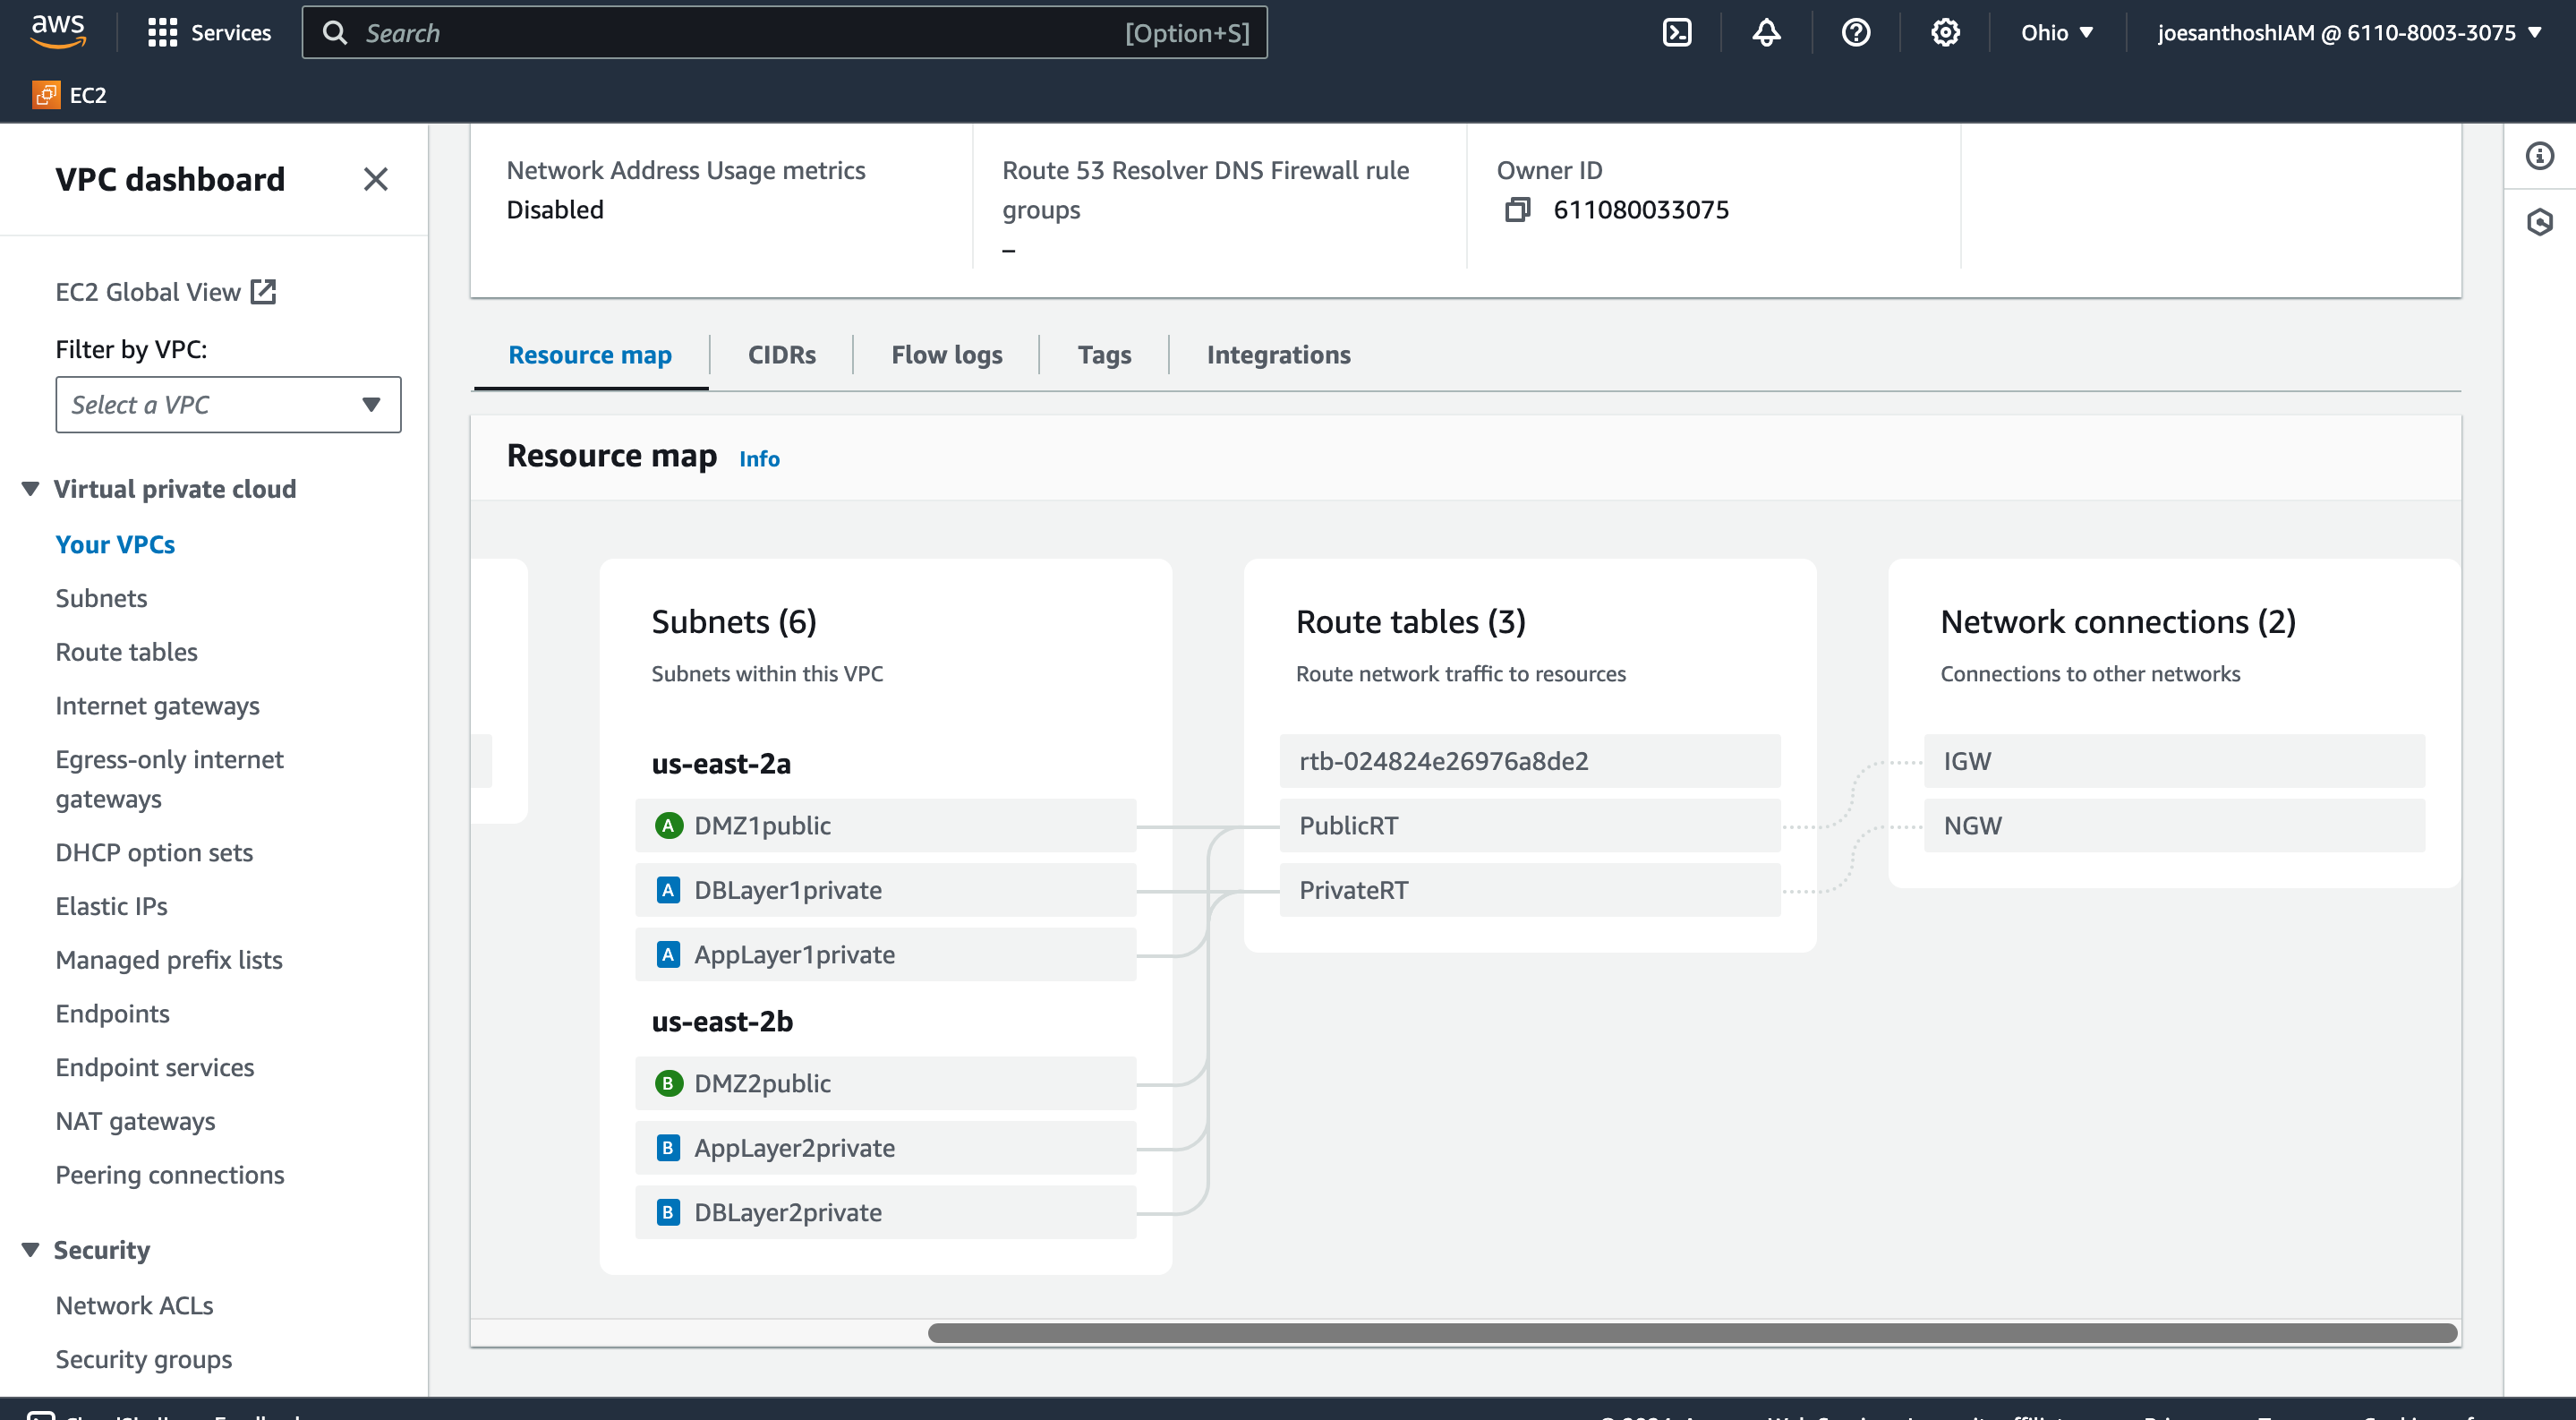 aws
Services
Search
[Option+S]
Ohio
joesanthoshIAM @ 6110-8003-3075
EC2
VPC dashboard
EC2 Global View
Filter by VPC:
Select a VPC
Virtual private cloud
Your VPCs
Subnets
Route tables
Internet gateways
Egress-only internet
gateways
DHCP option sets
Elastic IPs
Managed prefix lists
Endpoints
Endpoint services
NAT gateways
Peering connections
Security
Network ACLs
Security groups
Network Address Usage metrics
Disabled
Route 53 Resolver DNS Firewall rule
groups
–
Owner ID
611080033075
Resource map
CIDRs
Flow logs
Tags
Integrations
Resource map Info
Subnets (6)
Subnets within this VPC
us-east-2a
A DMZ1public
A DBLayer1private
A AppLayer1private
us-east-2b
B DMZ2public
B AppLayer2private
B DBLayer2private
Route tables (3)
Route network traffic to resources
rtb-024824e26976a8de2
PublicRT
PrivateRT
Network connections (2)
Connections to other networks
IGW
NGW